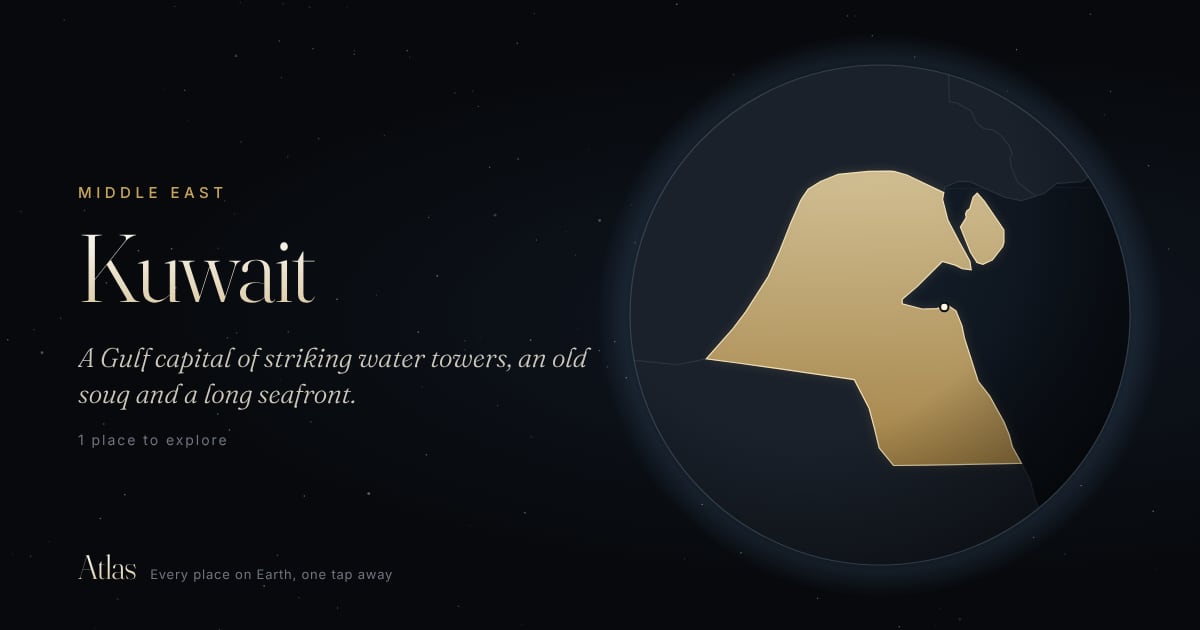 MIDDLE EAST
Kuwait
A Gulf capital of striking water towers, an old
souq and a long seafront.
1 place to explore
Atlas Every place on Earth, one tap away